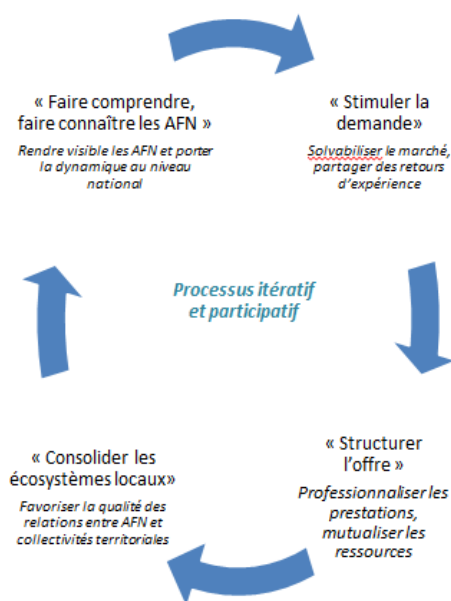 « Faire comprendre,
faire connaître les AFN »
Rendre visible les AFN et porter
la dynamique au niveau
national
« Stimuler la
demande»
Solvabiliser le marché,
partager des retours
d'expérience
Processus itératif
et participatif
« Consolider les
écosystèmes locaux»
Favoriser la qualité des
relations entre AFN et
collectivités territoriales
« Structurer
l'offre »
Professionnaliser les
prestations,
mutualiser les
ressources